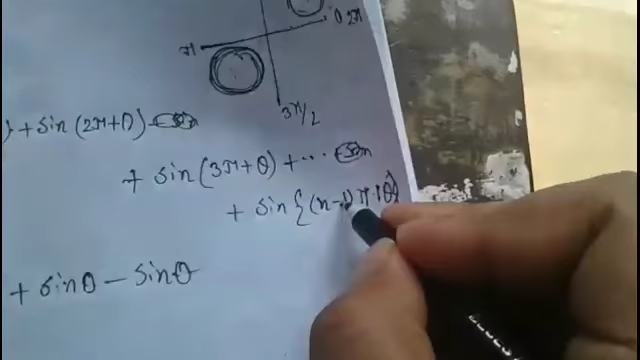 0 2π
π
3π/2
} + sin (2π+θ) +
+ sin (3π+θ) + ...
+ sin {(n-1)π+θ}
+ sinθ - sinθ